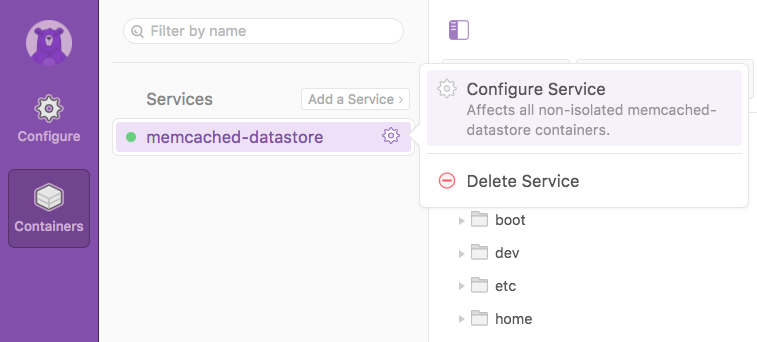 Filter by name
Configure
Containers
Services
Add a Service ›
memcached-datastore
Configure Service
Affects all non-isolated memcached-
datastore containers.
Delete Service
boot
dev
etc
home